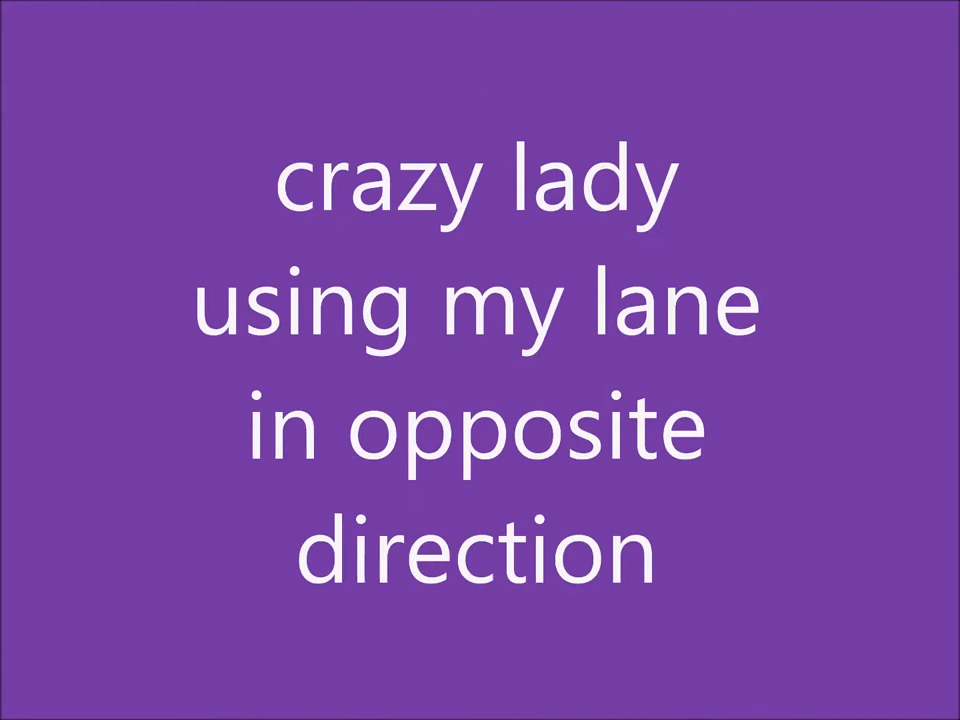 crazy lady
using my lane
in opposite
direction